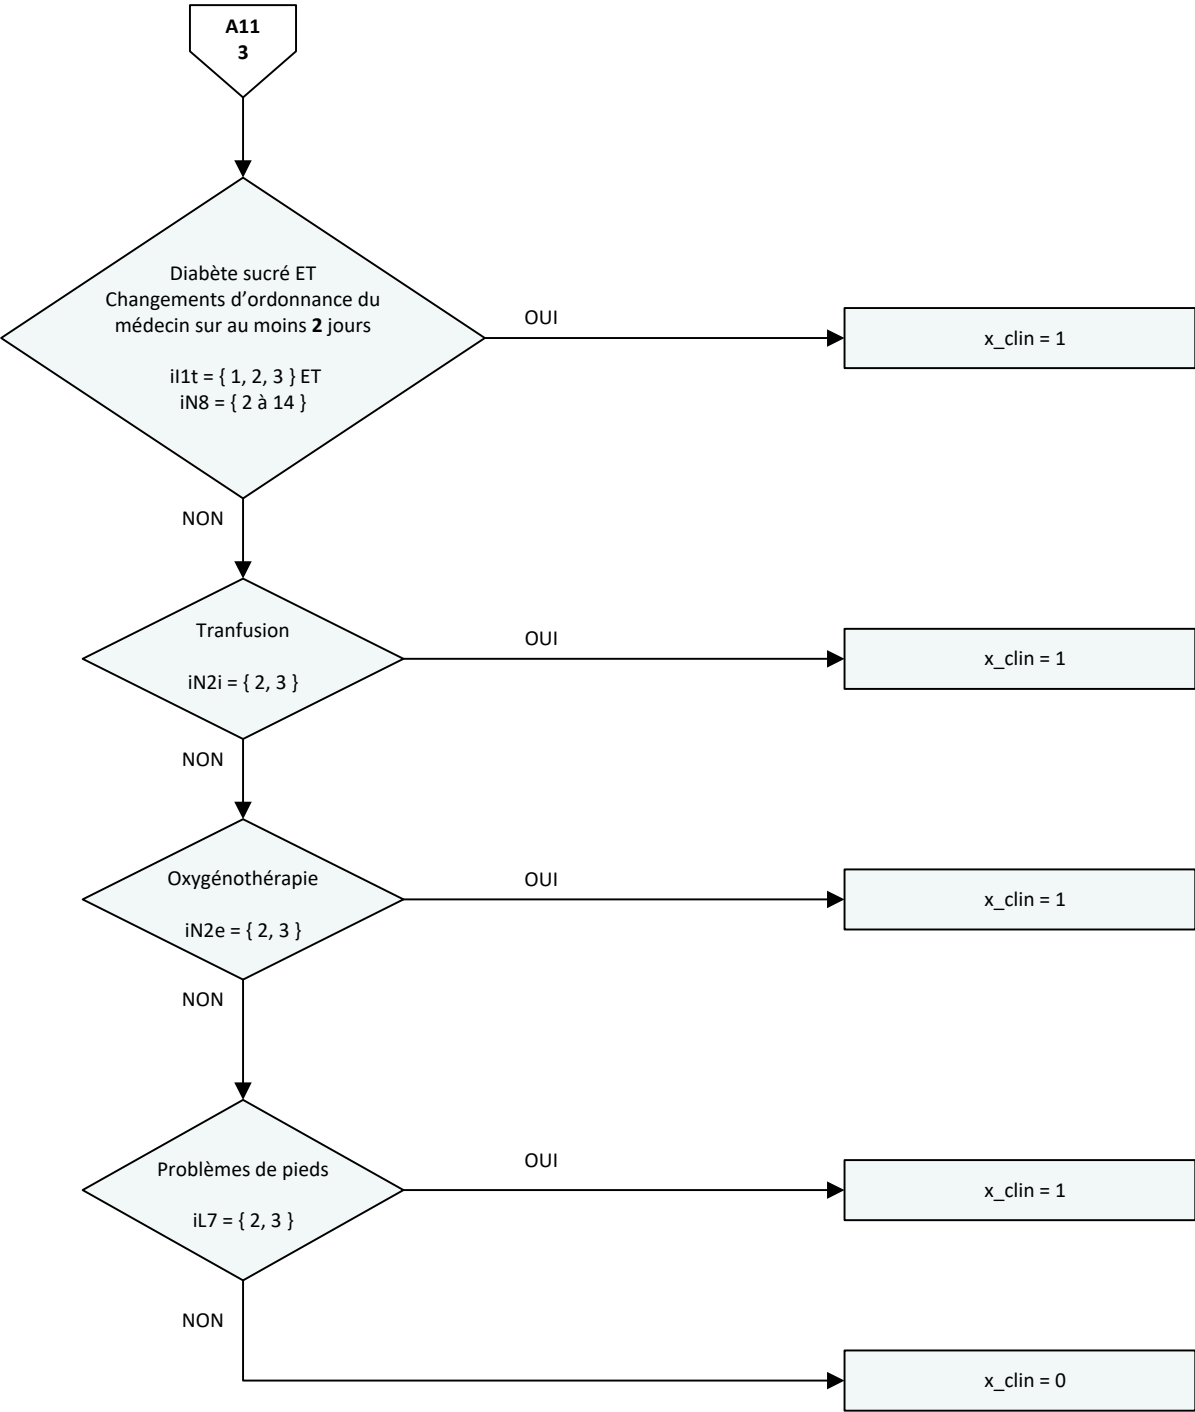 A11
3
Diabète sucré ET
Changements d’ordonnance du
médecin sur au moins 2 jours
iI1t = { 1, 2, 3 } ET
iN8 = { 2 à 14 }
OUI
x_clin = 1
NON
Tranfusion
iN2i = { 2, 3 }
OUI
x_clin = 1
NON
Oxygénothérapie
iN2e = { 2, 3 }
OUI
x_clin = 1
NON
Problèmes de pieds
iL7 = { 2, 3 }
OUI
x_clin = 1
NON
x_clin = 0